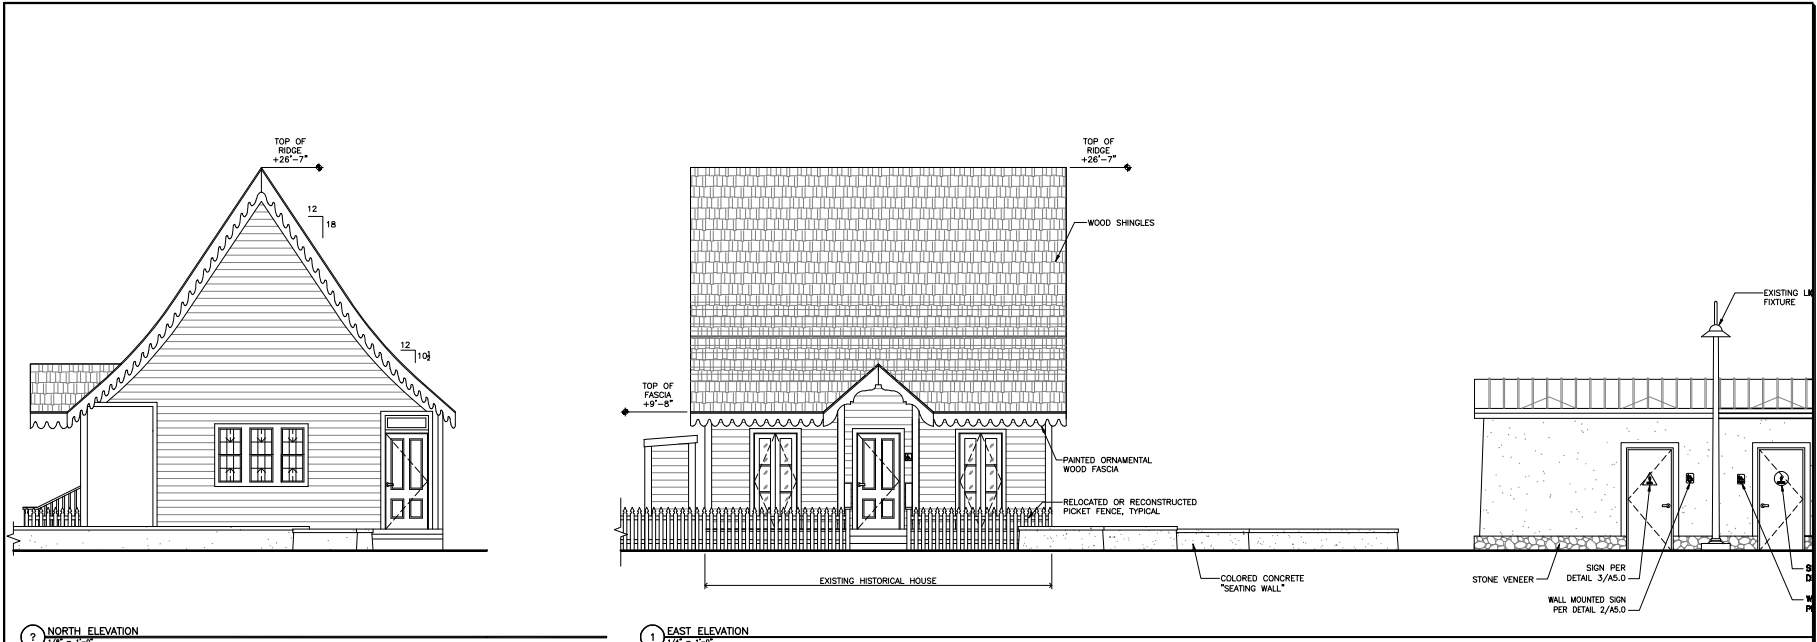 TOP OF
RIDGE
+26'-7"
12
18
12
10½
TOP OF
RIDGE
+26'-7"
WOOD SHINGLES
TOP OF
FASCIA
+9'-8"
PAINTED ORNAMENTAL
WOOD FASCIA
RELOCATED OR RECONSTRUCTED
PICKET FENCE, TYPICAL
EXISTING HISTORICAL HOUSE
COLORED CONCRETE
"SEATING WALL"
EXISTING
FIXTURE
STONE VENEER
SIGN PER
DETAIL 3/A5.0
WALL MOUNTED SIGN
PER DETAIL 2/A5.0
? NORTH ELEVATION
1 EAST ELEVATION